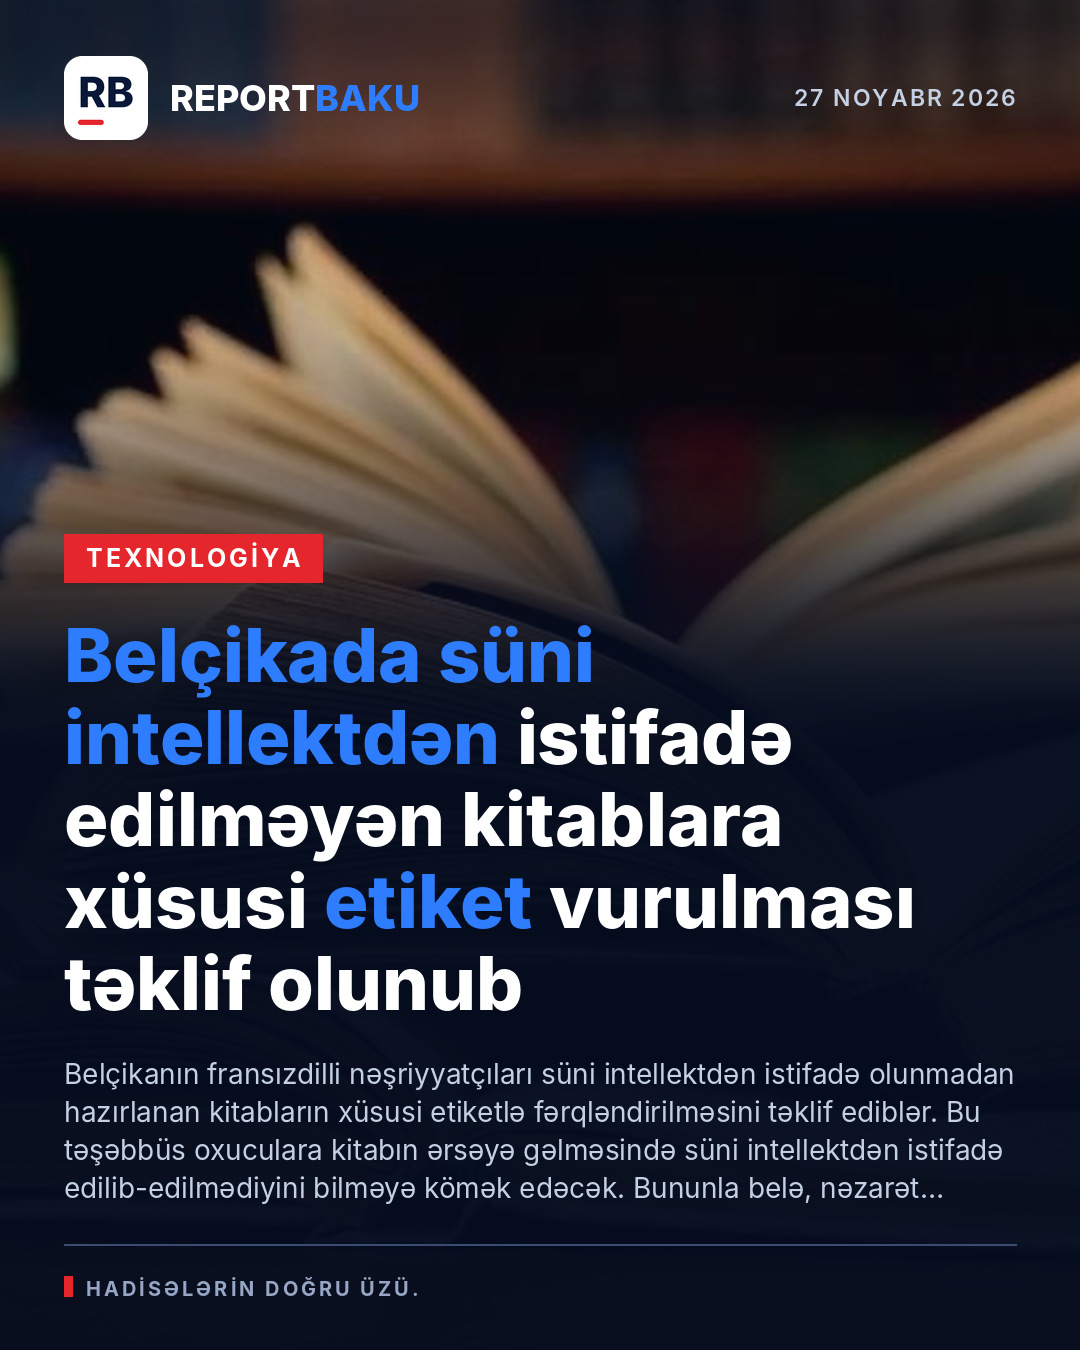 RB
REPORTBAKU
27 NOYABR 2026
TEXNOLOGİYA
Belçikada süni
intellektdən istifadə
edilməyən kitablara
xüsusi etiket vurulması
təklif olunub
Belçikanın fransızdilli nəşriyyatçıları süni intellektdən istifadə olunmadan
hazırlanan kitabların xüsusi etiketlə fərqləndirilməsini təklif ediblər. Bu
təşəbbüs oxuculara kitabın ərsəyə gəlməsində süni intellektdən istifadə
edilib-edilmədiyini bilməyə kömək edəcək. Bununla belə, nəzarət...
HADİSƏLƏRİN DOĞRU ÜZÜ.